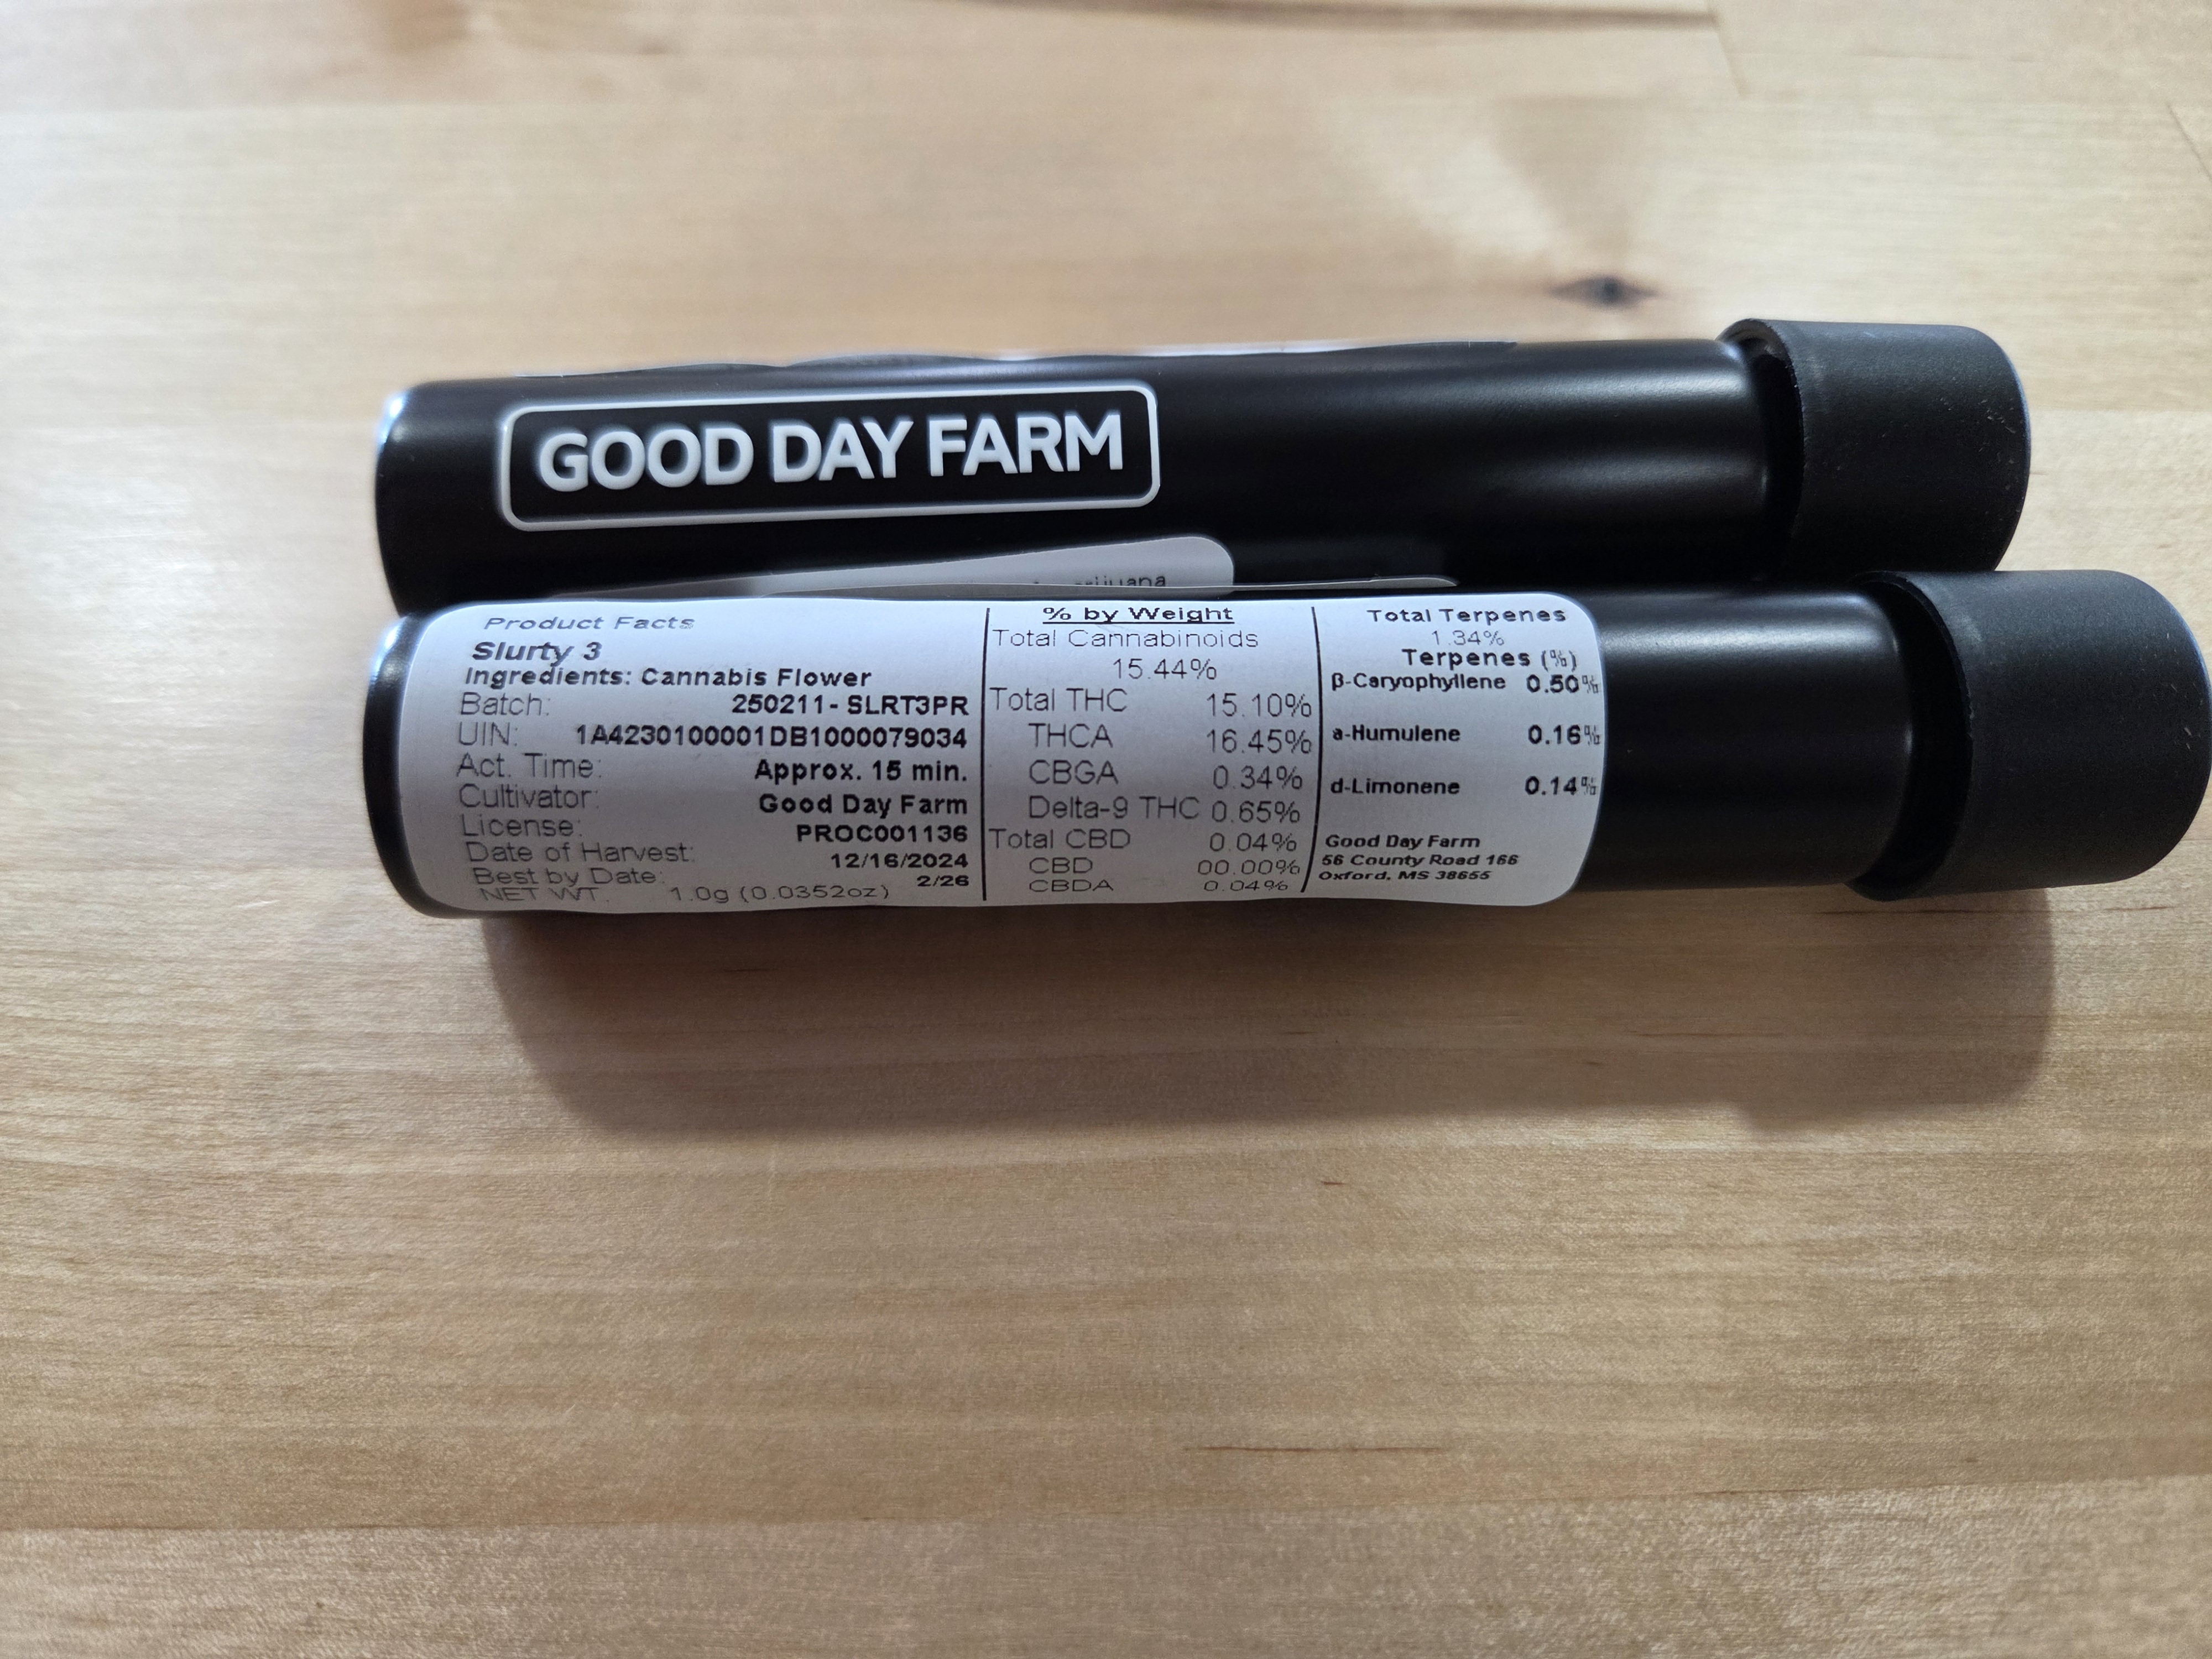 GOOD DAY FARM
marijuana
Product Facts
Slurty 3
Ingredients: Cannabis Flower
Batch: 250211- SLRT3PR
UIN: 1A4230100001DB1000079034
Act. Time: Approx. 15 min.
Cultivator: Good Day Farm
License: PROC001136
Date of Harvest: 12/16/2024
Best by Date: 2/26
NET WT. 1.0g (0.0352oz)
% by Weight
Total Cannabinoids
15.44%
Total THC 15.10%
THCA 16.45%
CBGA 0.34%
Delta-9 THC 0.65%
Total CBD 0.04%
CBD 00.00%
CBDA 0.04%
Total Terpenes
1.34%
Terpenes (%)
β-Caryophyllene 0.50%
a-Humulene 0.16%
d-Limonene 0.14%
Good Day Farm
56 County Road 166
Oxford, MS 38655